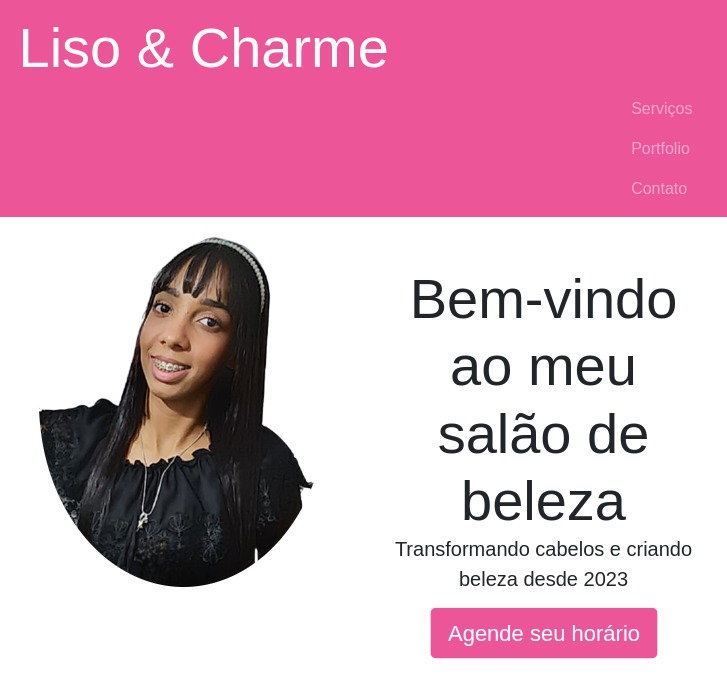 Liso & Charme
Serviços
Portfolio
Contato
Bem-vindo
ao meu
salão de
beleza
Transformando cabelos e criando
beleza desde 2023
Agende seu horário